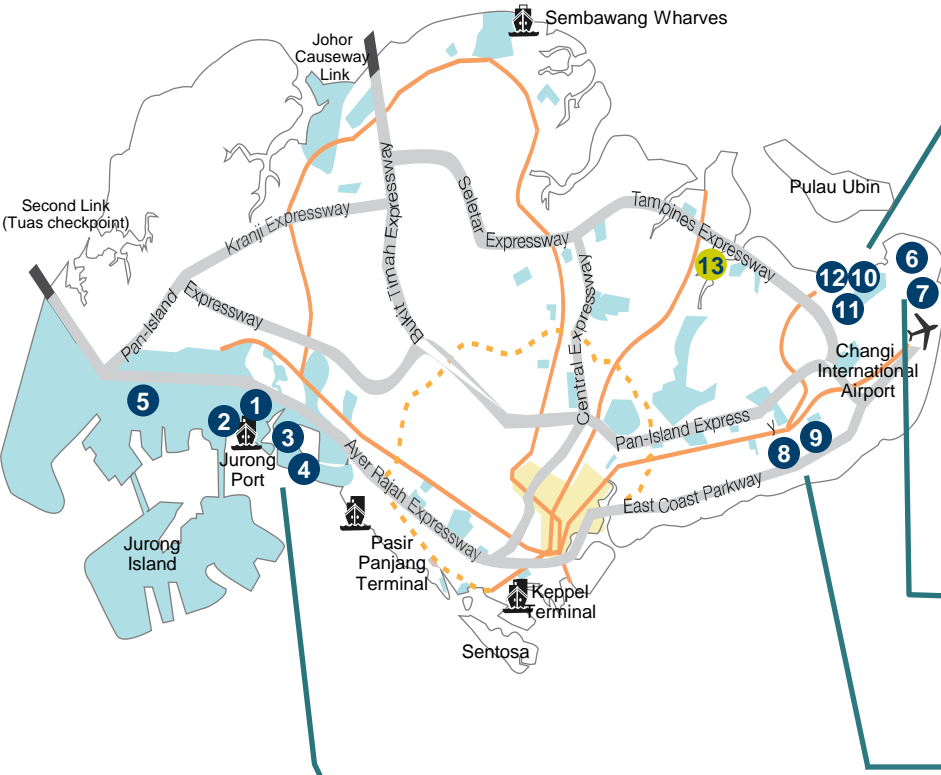 Sembawang Wharves
Johor
Causeway
Link
Second Link
(Tuas checkpoint)
Kranji Expressway
Bukit Timah Expressway
Seletar
Expressway
Tampines Expressway
Pulau Ubin
Pan-Island
Expressway
Central Expressway
13
12
10
11
6
7
Changi
International
Airport
5
2
1
3
4
Jurong
Port
Ayer Rajah Expressway
Pan-Island Express
y
8
9
East Coast Parkway
Jurong
Island
Pasir
Panjang
Terminal
Keppel
Terminal
Sentosa